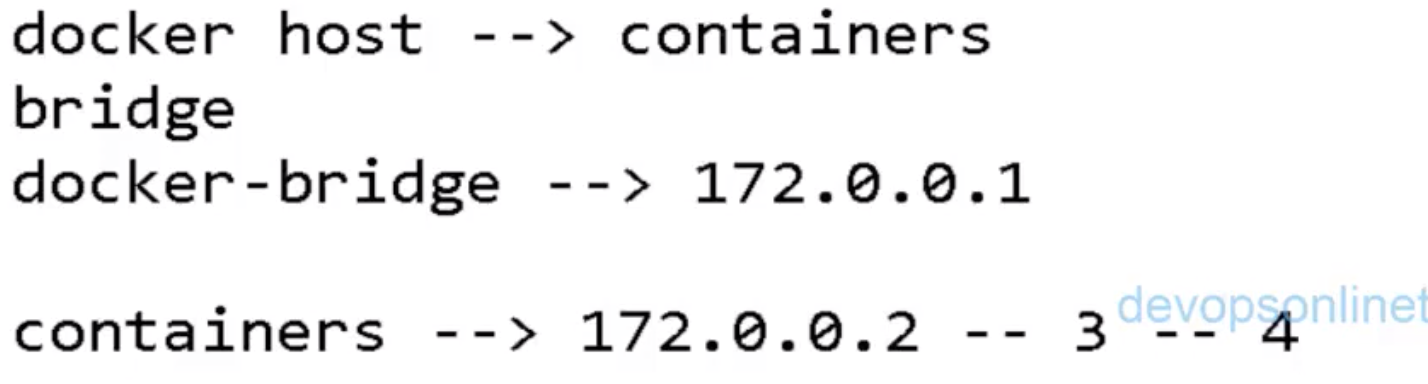 docker host --> containers
bridge
docker-bridge --> 172.0.0.1
containers --> 172.0.0.2 -- 3 -- 4
devopsonlinet